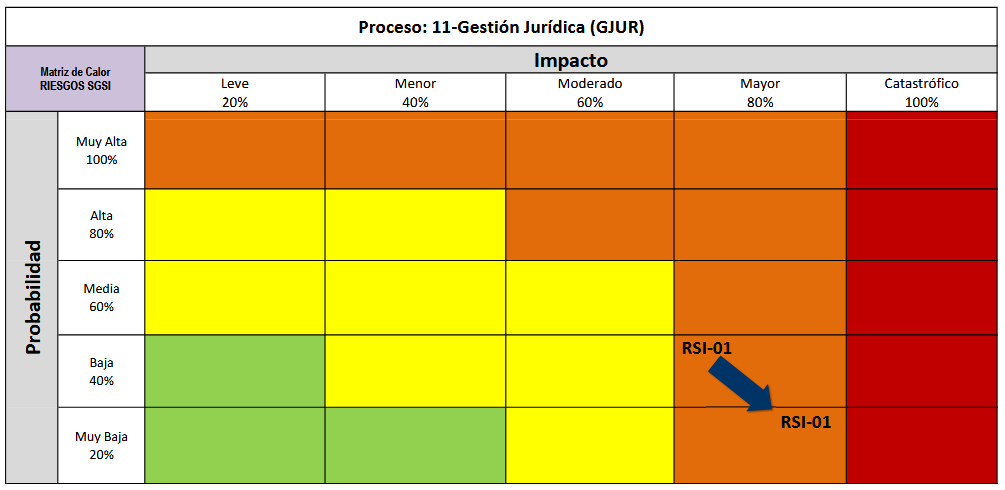 Proceso: 11-Gestión Jurídica (GJUR)
Matriz de Calor
RIESGOS SGSI
Impacto
Leve
20%
Menor
40%
Moderado
60%
Mayor
80%
Catastrófico
100%
Probabilidad
Muy Alta
100%
Alta
80%
Media
60%
Baja
40%
RSI-01
Muy Baja
20%
RSI-01